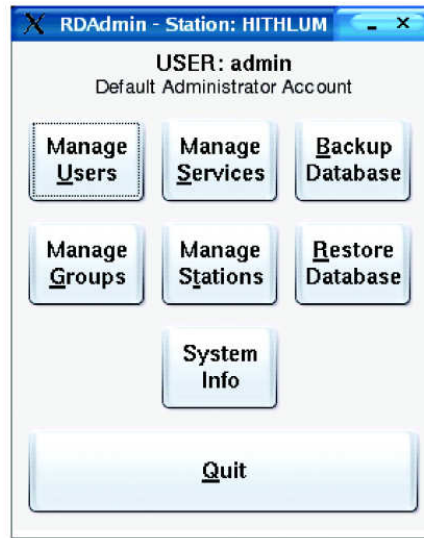 RDAdmin - Station: HITHLUM
USER: admin
Default Administrator Account
Manage Users
Manage Services
Backup Database
Manage Groups
Manage Stations
Restore Database
System Info
Quit